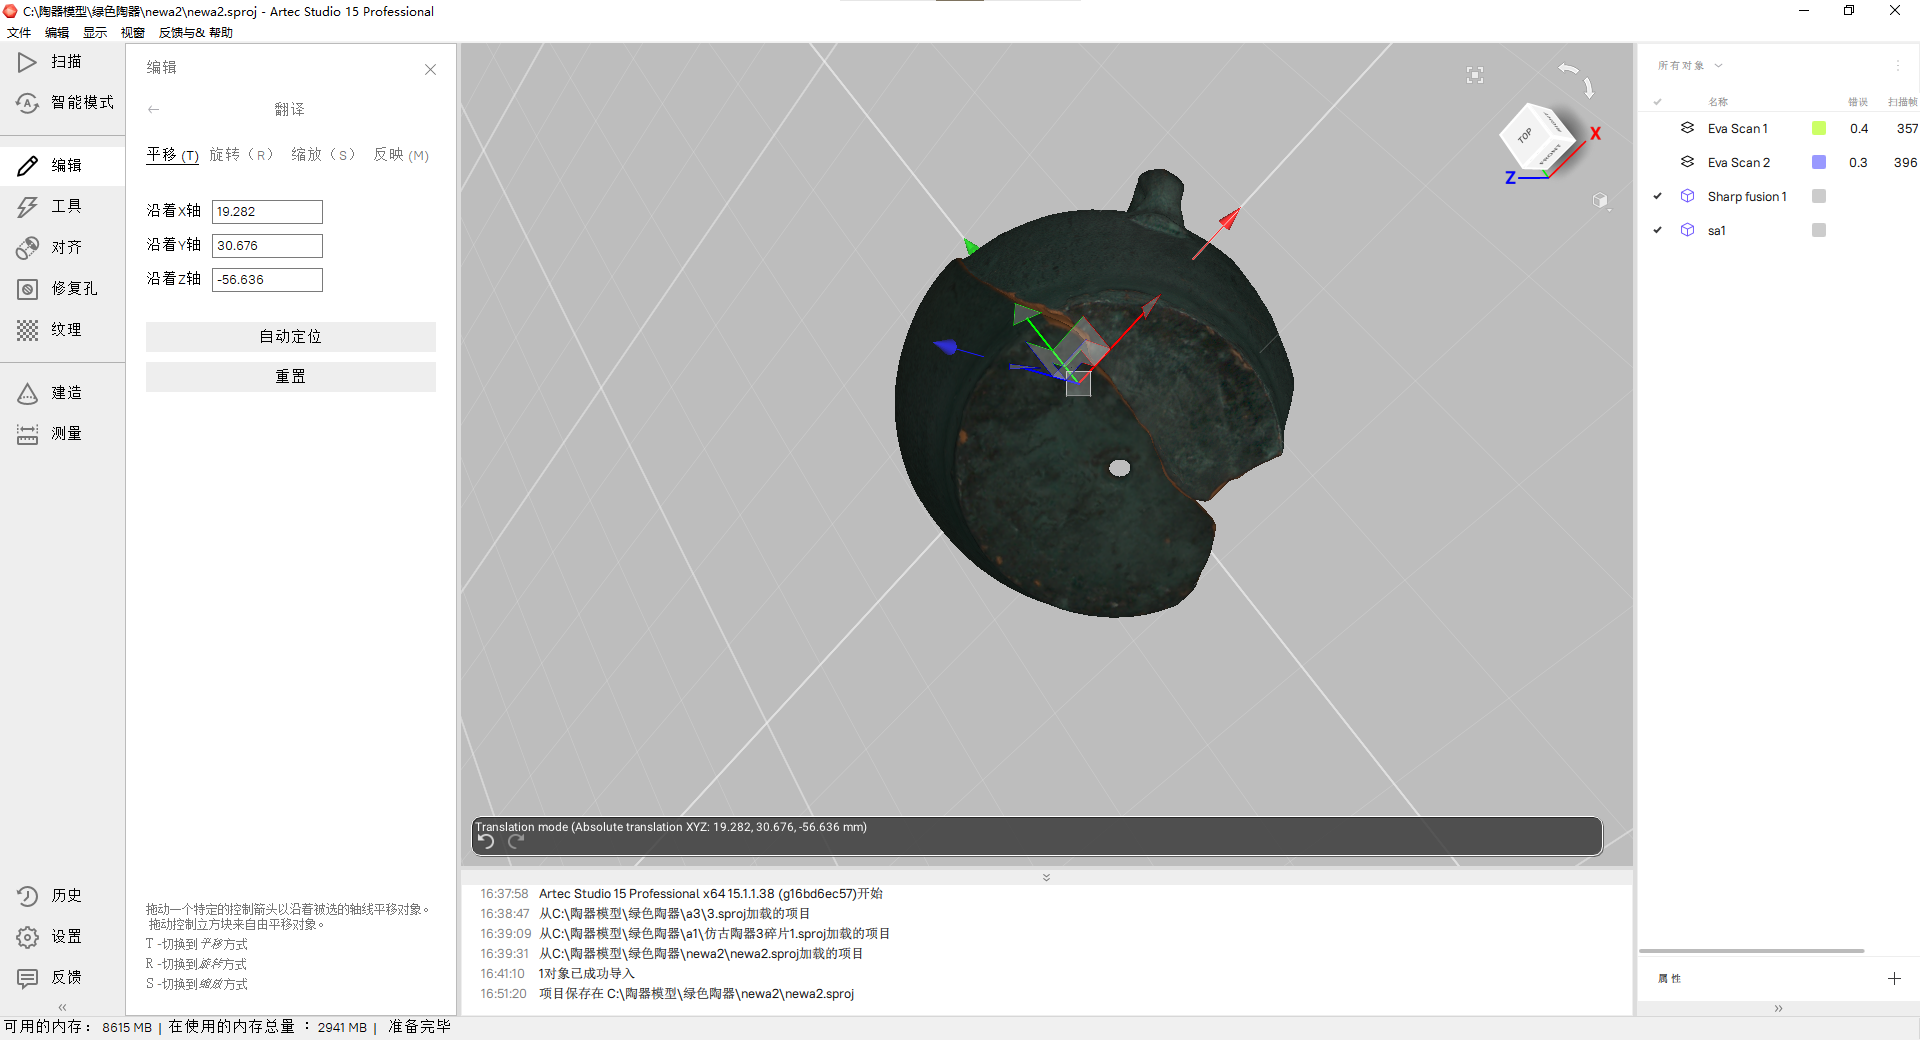 C:\陶器模型\绿色陶器\newa2\newa2.sproj - Artec Studio 15 Professional
文件 编辑 显示 视窗 反馈与& 帮助
扫描
智能模式
编辑
工具
对齐
修复孔
纹理
建造
测量
历史
设置
反馈
编辑
翻译
平移 (T) 旋转 (R) 缩放 (S) 反映 (M)
沿着X轴 19.282
沿着Y轴 30.676
沿着Z轴 -56.636
自动定位
重置
拖动一个特定的控制箭头以沿着被选的轴线平移对象。
拖动控制立方块来自由平移对象。
T -切换到平移方式
R -切换到旋转方式
S -切换到缩放方式
TOP
FRONT
X
Z
Translation mode (Absolute translation XYZ: 19.282, 30.676, -56.636 mm)
16:37:58 Artec Studio 15 Professional x64 15.1.1.38 (g16bd6ec57)开始
16:38:47 从C:\陶器模型\绿色陶器\a3\3.sproj加载的项目
16:39:09 从C:\陶器模型\绿色陶器\a1\仿古陶器3碎片1.sproj加载的项目
16:39:31 从C:\陶器模型\绿色陶器\newa2\newa2.sproj加载的项目
16:41:10 1对象已成功导入
16:51:20 项目保存在 C:\陶器模型\绿色陶器\newa2\newa2.sproj
所有对象
名称 错误 扫描帧
Eva Scan 1 0.4 357
Eva Scan 2 0.3 396
Sharp fusion 1
sa1
属性
可用的内存: 8615 MB | 在使用的内存总量 : 2941 MB | 准备完毕